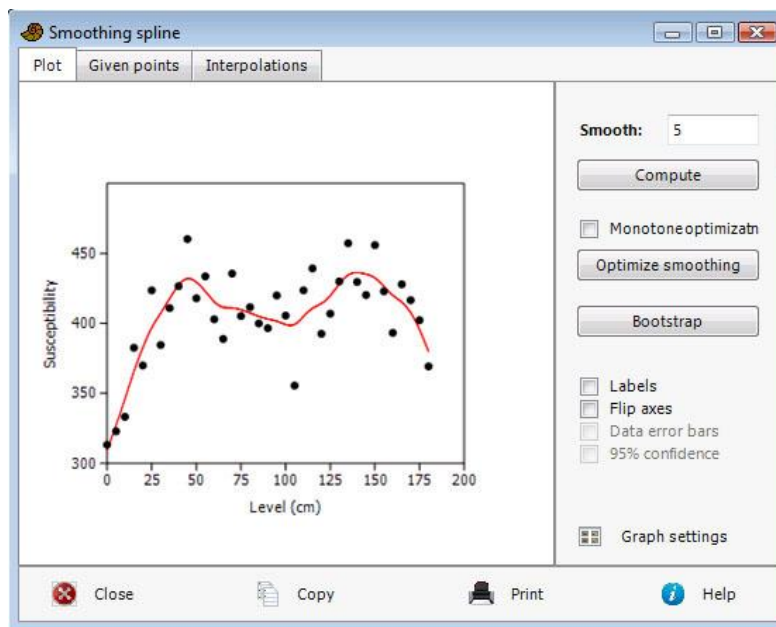 Smoothing spline
Plot
Given points
Interpolations
Smooth: 5
Compute
Monotone optimizatn
Optimize smoothing
Bootstrap
Labels
Flip axes
Data error bars
95% confidence
Graph settings
Susceptibility
450
400
350
300
0 25 50 75 100 125 150 175 200
Level (cm)
Close
Copy
Print
Help